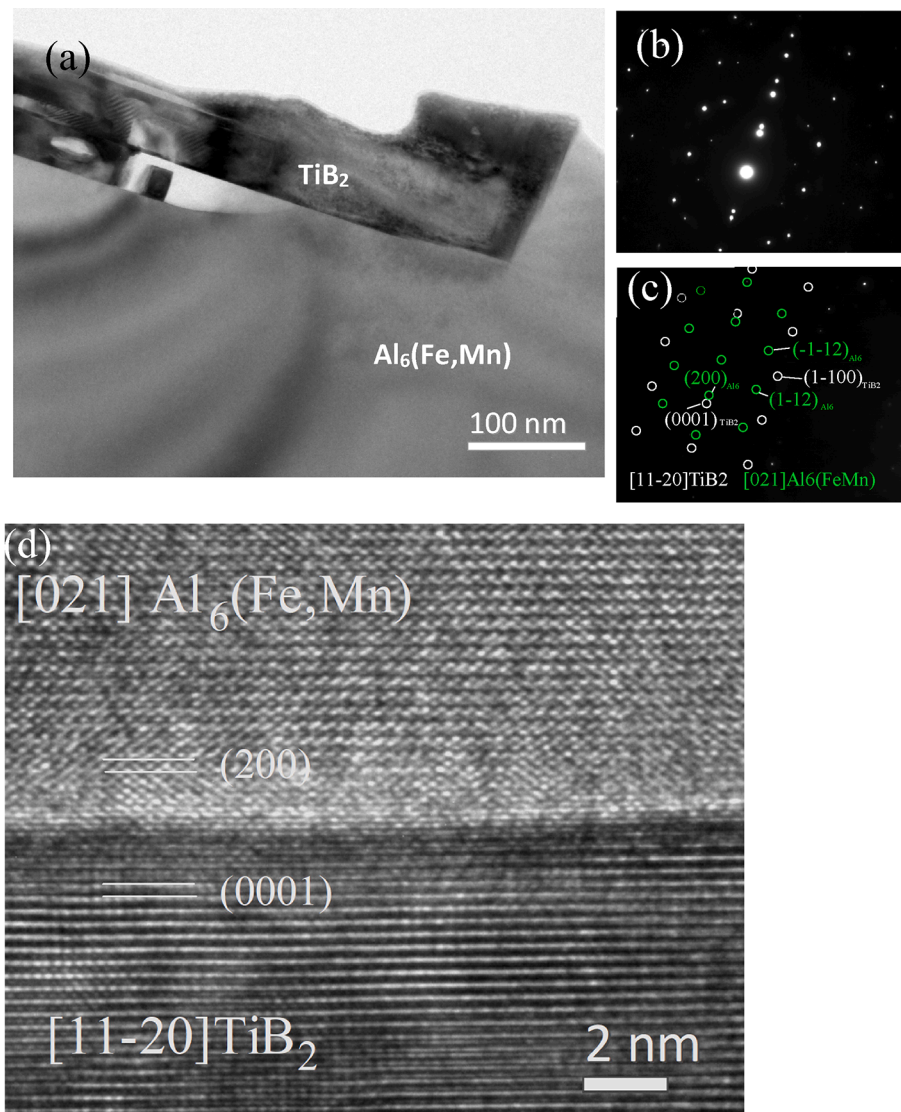 (a)
TiB₂
Al₆(Fe,Mn)
100 nm
(b)
(c)
(-1-12)Al6
(200)Al6
(1-100)TiB2
(0001)TiB2
(1-12)Al6
[11-20]TiB2 [021]Al6(FeMn)
(d)
[021] Al₆(Fe,Mn)
(200)
(0001)
[11-20]TiB₂
2 nm